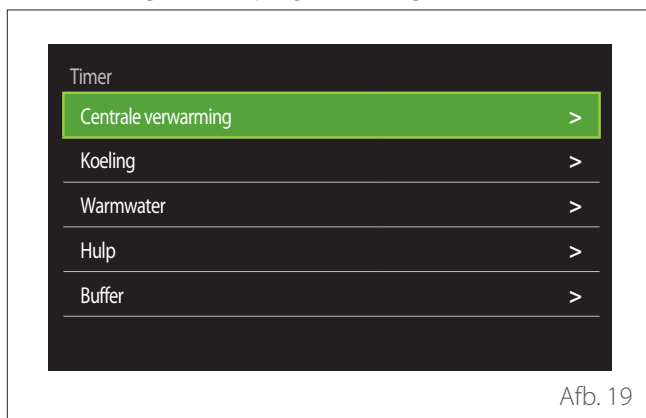 Timer
Centrale verwarming >
Koeling >
Warmwater >
Hulp >
Buffer >
Afb. 19